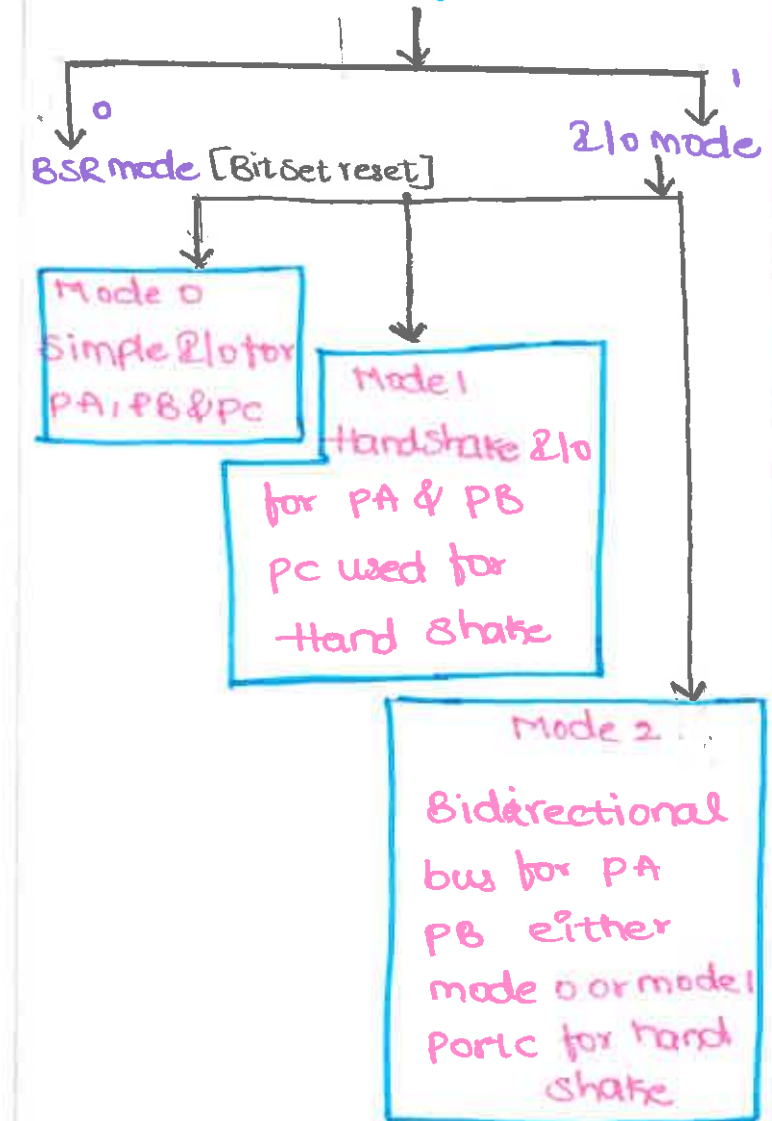 0
1
BSR mode [Bit set reset]
I/o mode
Mode 0
Simple I/o for
PA, PB & PC
Mode 1
Handshake I/o
for PA & PB
PC used for
Hand Shake
Mode 2
Bidirectional
bus for PA
PB either
mode 0 or mode 1
Port C for hand
shake